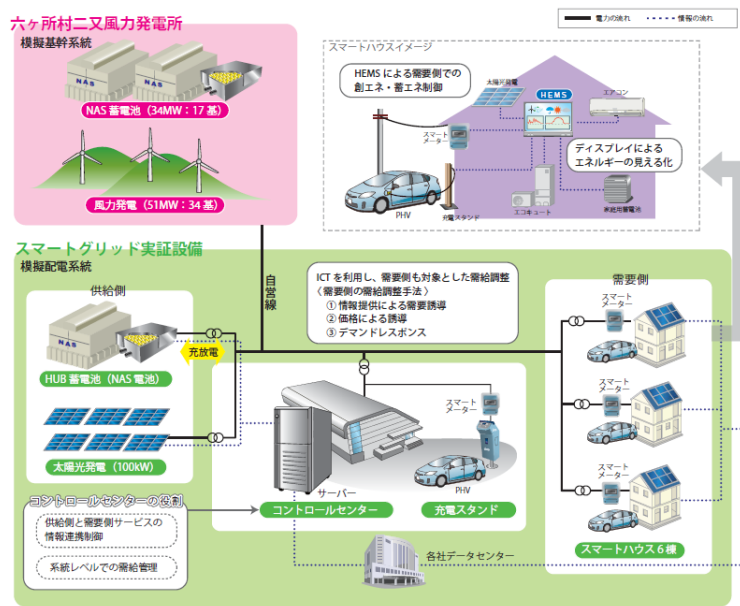 六ヶ所村二又風力発電所
模擬基幹系統
NAS
NAS
NAS 蓄電池（34MW：17 基）
風力発電（51MW：34 基）
電力の流れ
情報の流れ
スマートハウスイメージ
HEMS による需要側での
創エネ・蓄エネ制御
太陽光発電
HEMS
エアコン
スマート
メーター
ディスプレイによる
エネルギーの見える化
PHV
充電スタンド
エコキュート
家庭用蓄電池
スマートグリッド実証設備
模擬配電系統
自営線
供給側
NAS
充放電
HUB 蓄電池（NAS 電池）
太陽光発電（100kW）
ICT を利用し、需要側も対象とした需給調整
〈需要側の需給調整手法〉
① 情報提供による需要誘導
② 価格による誘導
③ デマンドレスポンス
需要側
スマート
メーター
スマート
メーター
スマート
メーター
スマートハウス 6 棟
スマート
メーター
サーバー
PHV
コントロールセンター
充電スタンド
コントロールセンターの役割
供給側と需要側サービスの
情報連携制御
系統レベルでの需給管理
各社データセンター